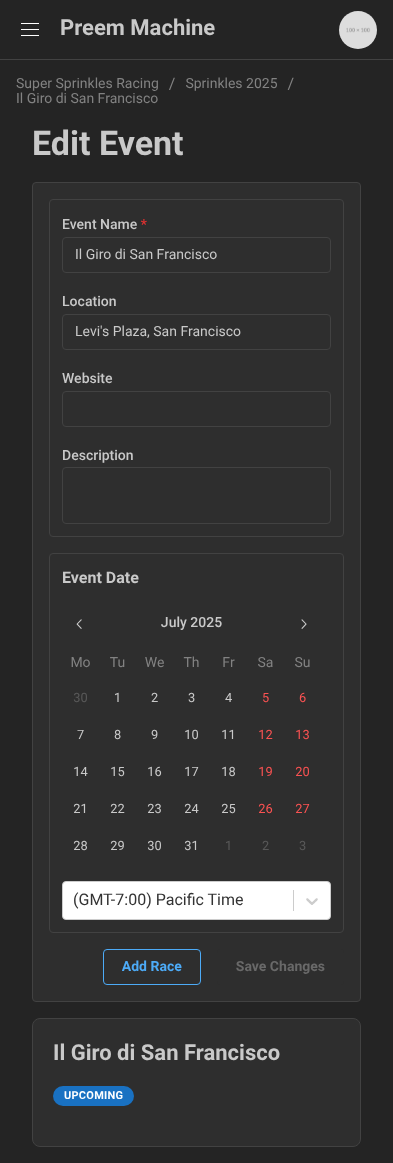 Preem Machine
100 × 100
Super Sprinkles Racing / Sprinkles 2025 /
Il Giro di San Francisco
Edit Event
Event Name *
Il Giro di San Francisco
Location
Levi's Plaza, San Francisco
Website
Description
Event Date
July 2025
Mo Tu We Th Fr Sa Su
30 1 2 3 4 5 6
7 8 9 10 11 12 13
14 15 16 17 18 19 20
21 22 23 24 25 26 27
28 29 30 31 1 2 3
(GMT-7:00) Pacific Time
Add Race Save Changes
Il Giro di San Francisco
UPCOMING